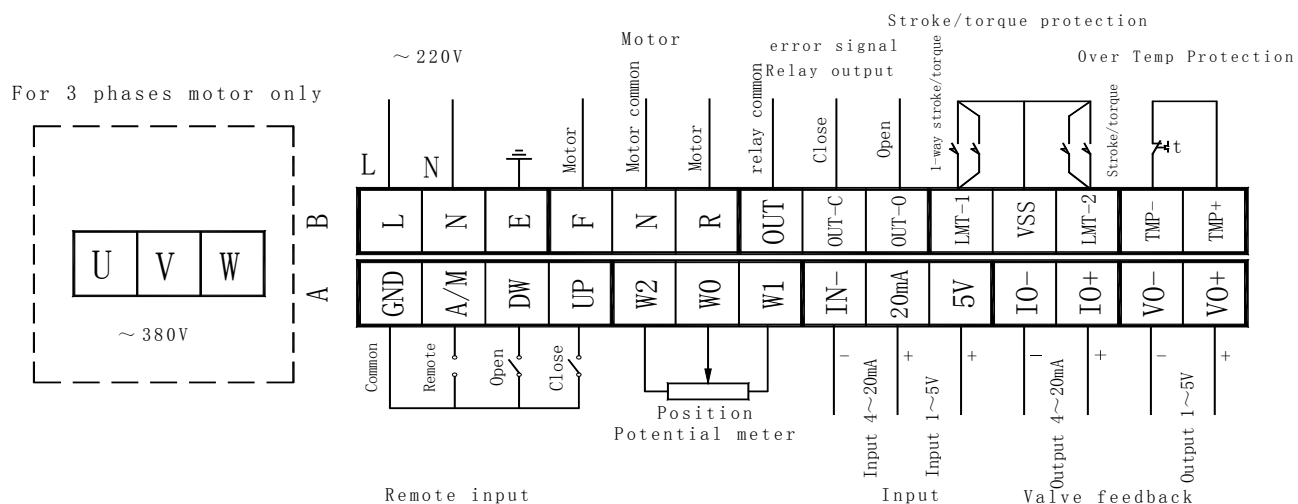 Stroke/torque protection
Motor
error signal
~220V
Relay output
Over Temp Protection
For 3 phases motor only
Motor
Motor common
Motor
relay common
Close
Open
1-way stroke/torque
Stroke/torque
t
L
N
B
L N E F N R OUT OUT-C OUT-O LMT-1 VSS LMT-2 TMP- TMP+
U V W
A
GND A/M DW UP W2 W0 W1 IN- 20mA 5V IO- IO+ VO- VO+
~380V
Common
Remote
Open
Close
− + + − + − +
Position
Potential meter
Input 4~20mA
Input 1~5V
Output 4~20mA
Output 1~5V
Remote input
Input
Valve feedback